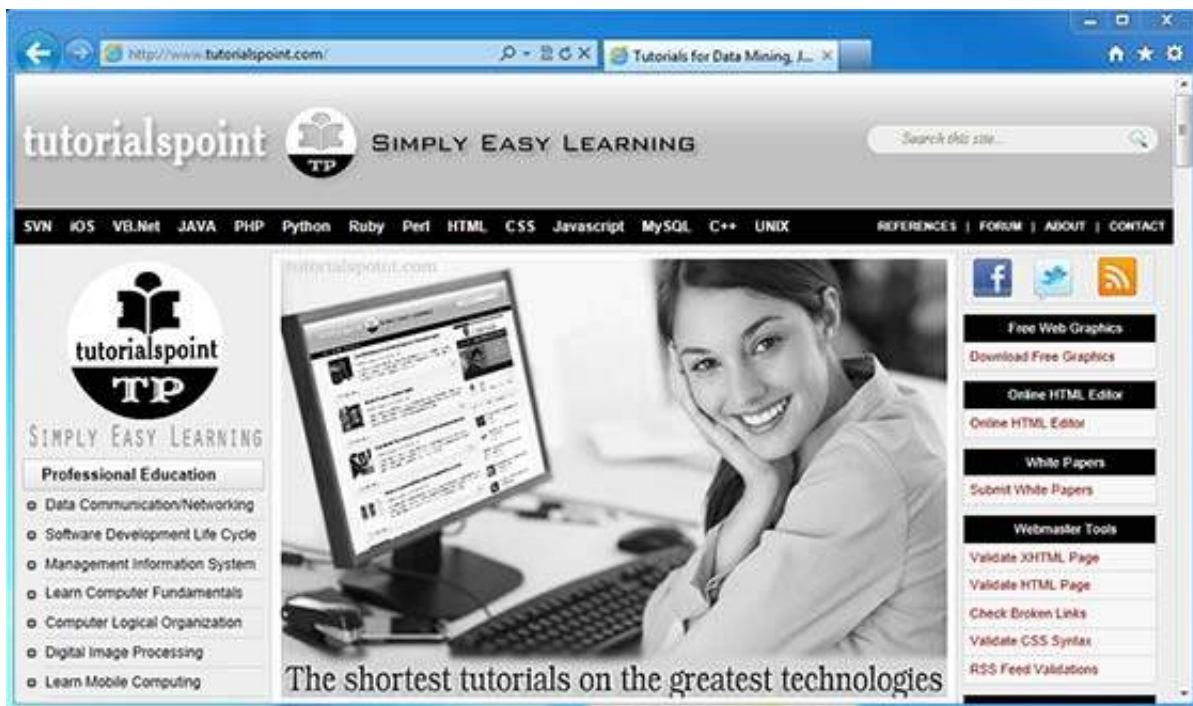 http://www.tutorialspoint.com/
Tutorials for Data Mining, J...
tutorialspoint
TP
SIMPLY EASY LEARNING
Search this site...
SVN iOS VB.Net JAVA PHP Python Ruby Perl HTML CSS Javascript MySQL C++ UNIX
REFERENCES | FORUM | ABOUT | CONTACT
tutorialspoint
TP
SIMPLY EASY LEARNING
Professional Education
Data Communication/Networking
Software Development Life Cycle
Management Information System
Learn Computer Fundamentals
Computer Logical Organization
Digital Image Processing
Learn Mobile Computing
tutorialspoint.com
The shortest tutorials on the greatest technologies
Free Web Graphics
Download Free Graphics
Online HTML Editor
Online HTML Editor
White Papers
Submit White Papers
Webmaster Tools
Validate XHTML Page
Validate HTML Page
Check Broken Links
Validate CSS Syntax
RSS Feed Validations